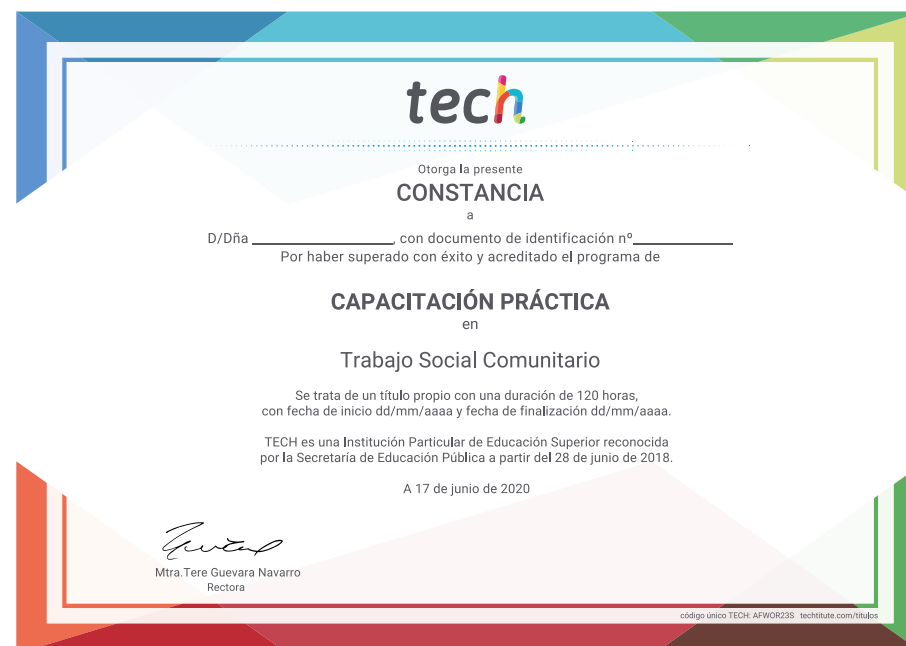 tech
Otorga la presente
CONSTANCIA
a
D/Dña ____________________, con documento de identificación nº______________
Por haber superado con éxito y acreditado el programa de
CAPACITACIÓN PRÁCTICA
en
Trabajo Social Comunitario
Se trata de un título propio con una duración de 120 horas,
con fecha de inicio dd/mm/aaaa y fecha de finalización dd/mm/aaaa.
TECH es una Institución Particular de Educación Superior reconocida
por la Secretaría de Educación Pública a partir del 28 de junio de 2018.
A 17 de junio de 2020
Mtra.Tere Guevara Navarro
Rectora
código único TECH: AFWOR23S techtitute.com/titulos